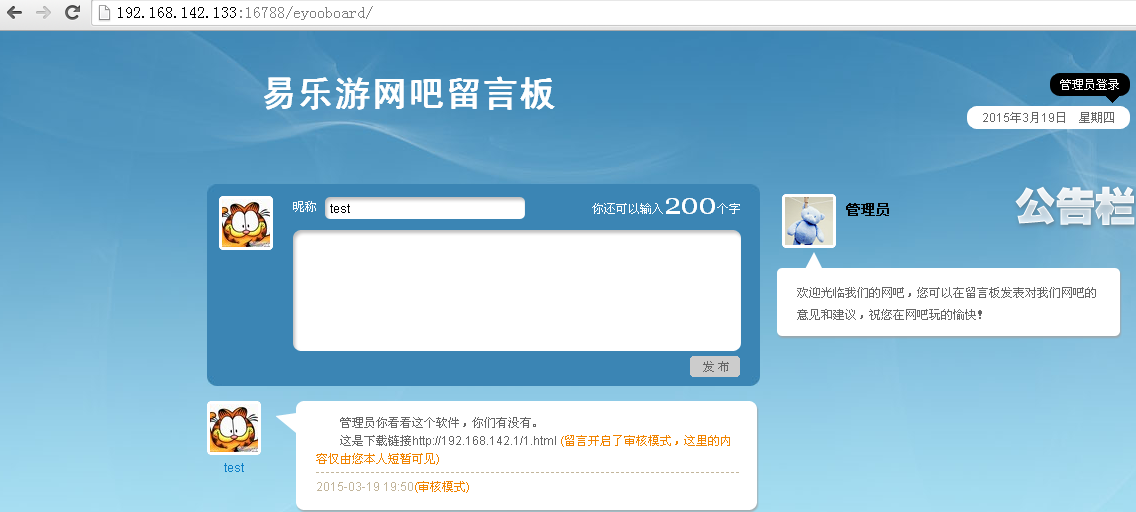 192.168.142.133:16788/eyooboard/
易乐游网吧留言板
管理员登录
2015年3月19日 星期四
昵称 test 你还可以输入200个字
发 布
公告栏
管理员
欢迎光临我们的网吧，您可以在留言板发表对我们网吧的
意见和建议，祝您在网吧玩的愉快！
管理员你看看这个软件，你们有没有。
这是下载链接http://192.168.142.1/1.html (留言开启了审核模式，这里的内
容仅由您本人短暂可见)
test
2015-03-19 19:50(审核模式)